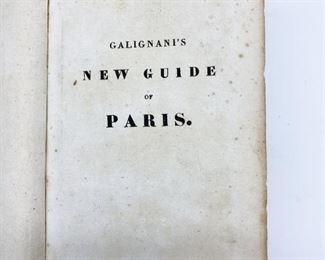 GALIGNANI'S
NEW GUIDE
OF
PARIS.